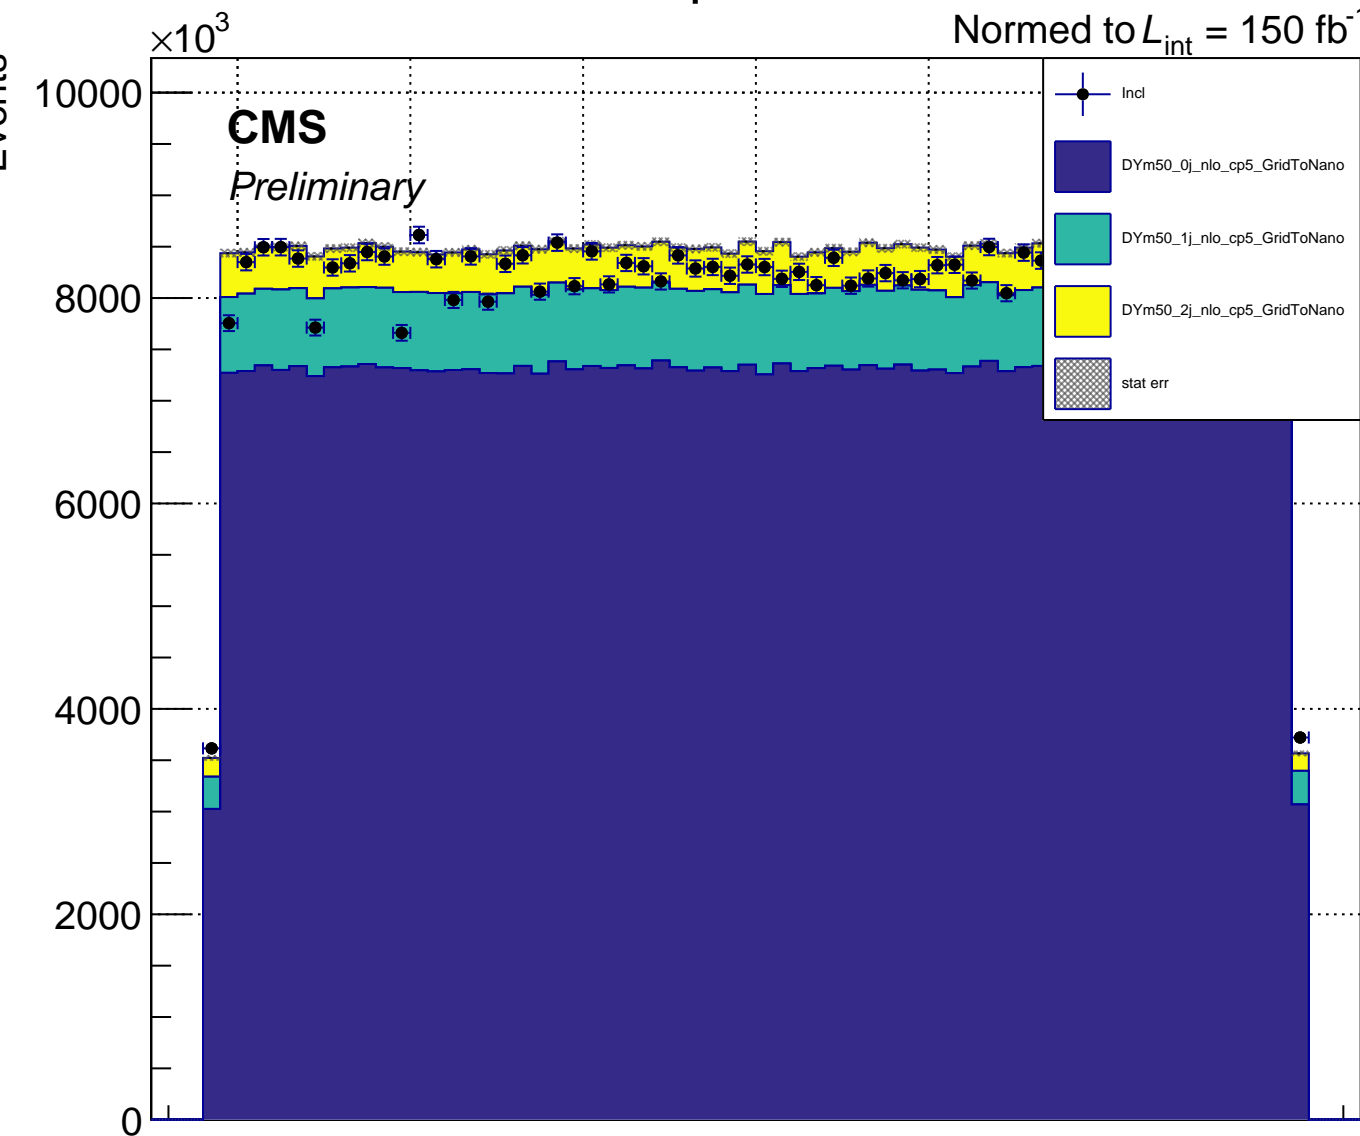 ×10³
Normed to L_int = 150 fb⁻¹
10000
8000
6000
4000
2000
0
CMS
Preliminary
Incl
DYm50_0j_nlo_cp5_GridToNano
DYm50_1j_nlo_cp5_GridToNano
DYm50_2j_nlo_cp5_GridToNano
stat err